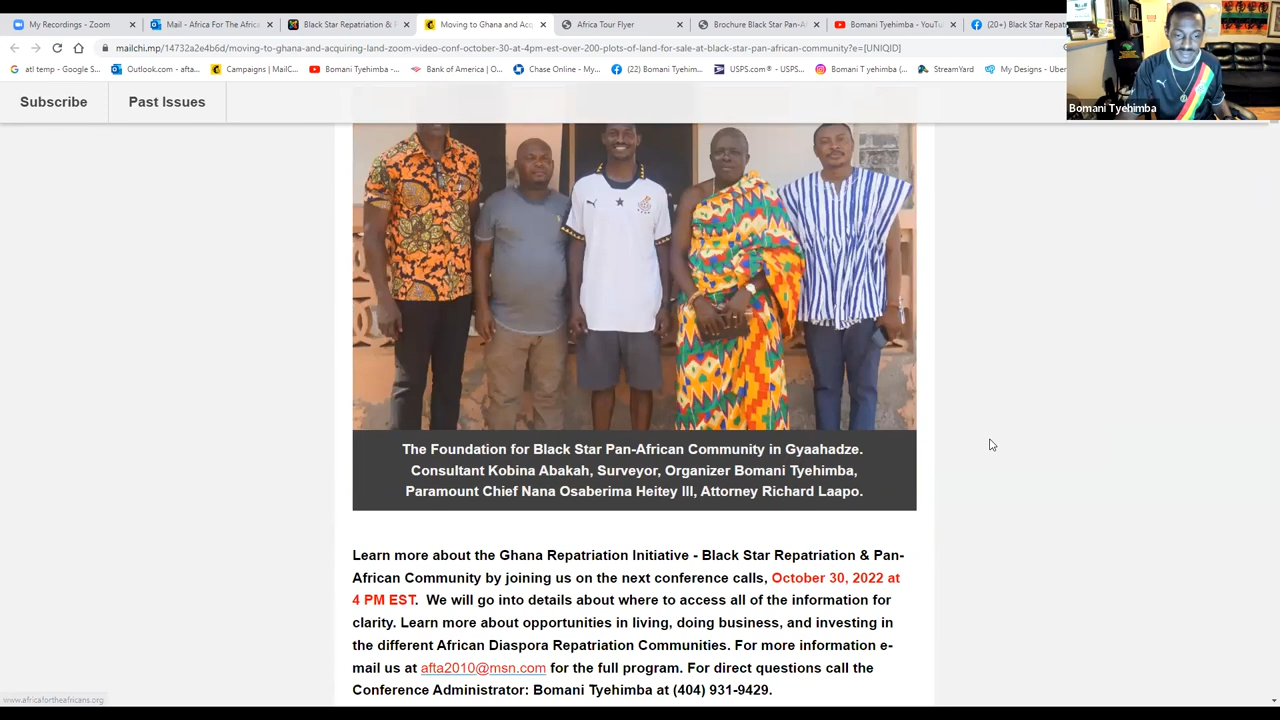 My Recordings - Zoom
Mail - Africa For The African
Black Star Repatriation & P
Moving to Ghana and Acq
Africa Tour Flyer
Brochure Black Star Pan-A
Bomani Tyehimba - YouTu
(20+) Black Star Repat
mailchi.mp/14732a2e4b6d/moving-to-ghana-and-acquiring-land-zoom-video-conf-october-30-at-4pm-est-over-200-plots-of-land-for-sale-at-black-star-pan-african-community?e=[UNIQID]
atl temp - Google S...
Outlook.com - afta...
Campaigns | MailC...
Bomani Tyehimba -...
Bank of America | O...
Chase Online - My...
(22) Bomani Tyehim...
USPS.com® - USPS...
Bomani T yehimba (...
StreamYard
My Designs - Uber
Bomani Tyehimba
Subscribe
Past Issues
The Foundation for Black Star Pan-African Community in Gyaahadze.
Consultant Kobina Abakah, Surveyor, Organizer Bomani Tyehimba,
Paramount Chief Nana Osaberima Heitey III, Attorney Richard Laapo.
Learn more about the Ghana Repatriation Initiative - Black Star Repatriation & Pan-
African Community by joining us on the next conference calls, October 30, 2022 at
4 PM EST. We will go into details about where to access all of the information for
clarity. Learn more about opportunities in living, doing business, and investing in
the different African Diaspora Repatriation Communities. For more information e-
mail us at afta2010@msn.com for the full program. For direct questions call the
Conference Administrator: Bomani Tyehimba at (404) 931-9429.
www.africafortheafricans.org